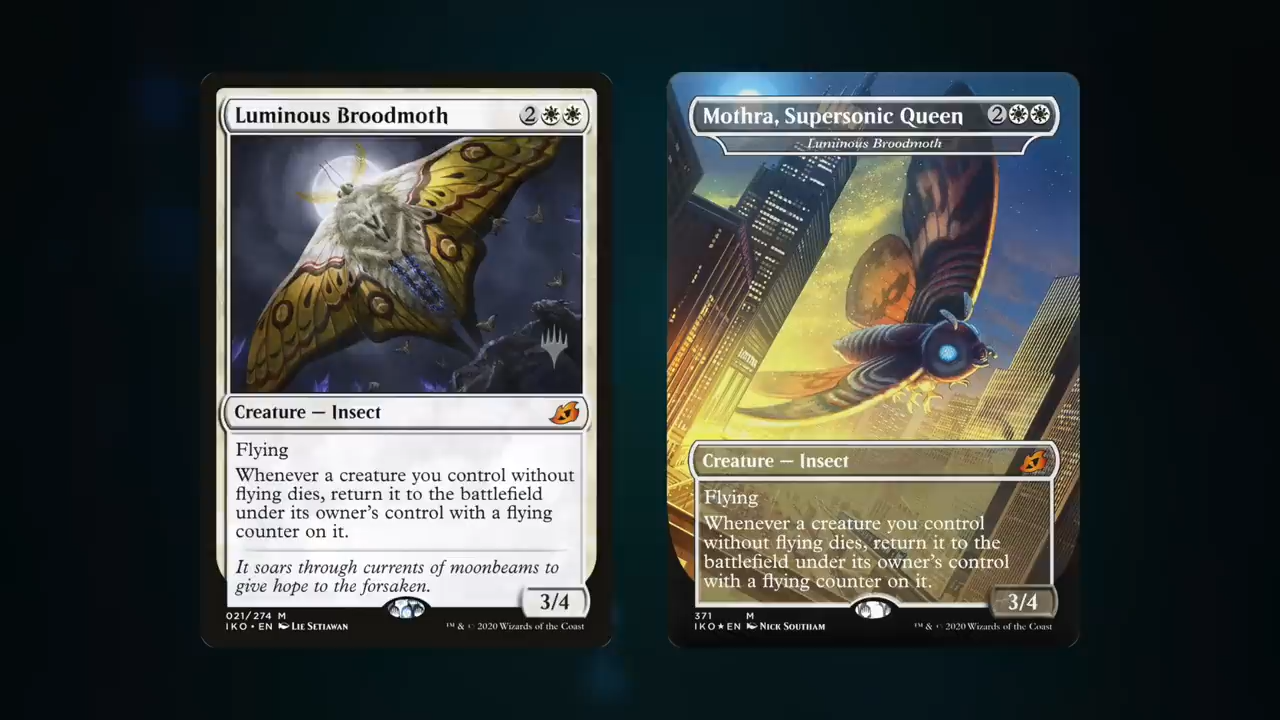 Luminous Broodmoth 2
Creature — Insect
Flying
Whenever a creature you control without
flying dies, return it to the battlefield
under its owner's control with a flying
counter on it.
It soars through currents of moonbeams to
give hope to the forsaken.
3/4
021/274 M
IKO • EN Lie Setiawan
™ & © 2020 Wizards of the Coast
Mothra, Supersonic Queen 2
Luminous Broodmoth
Creature — Insect
Flying
Whenever a creature you control
without flying dies, return it to the
battlefield under its owner's control
with a flying counter on it.
3/4
371 M
IKO★EN Nick Southam
™ & © 2020 Wizards of the Coast